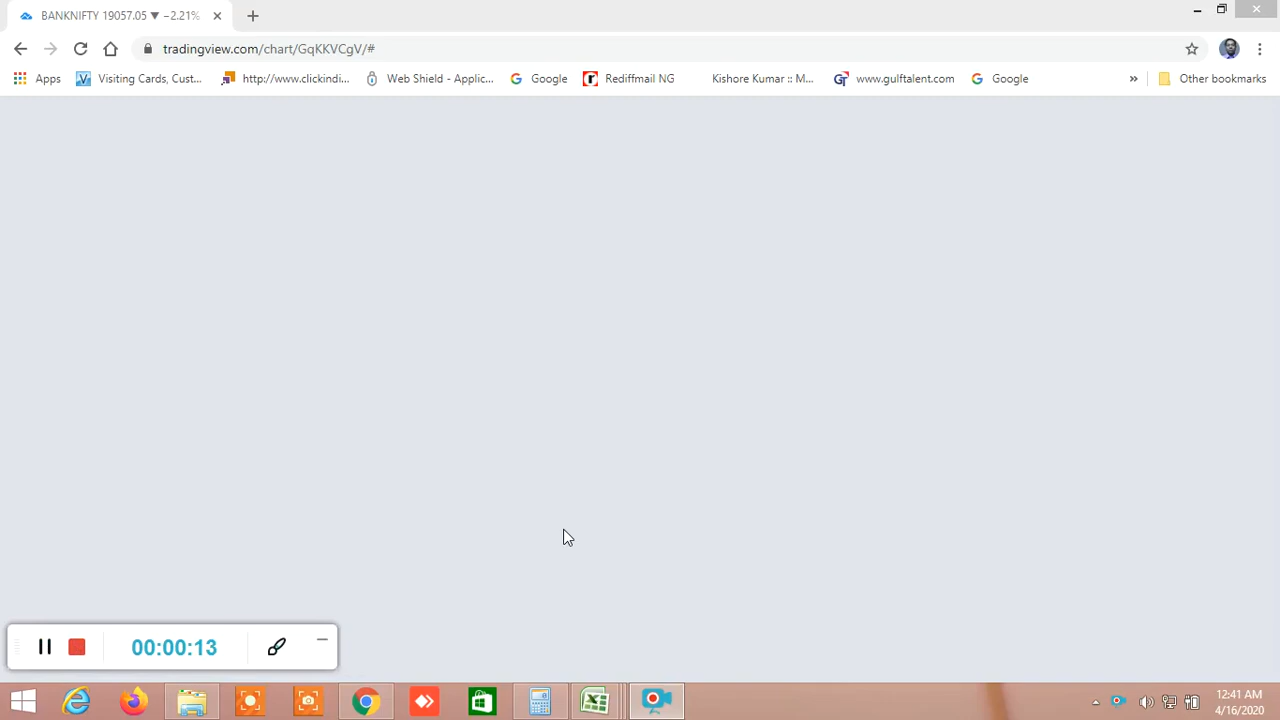 BANKNIFTY 19057.05 ▼ −2.21%
tradingview.com/chart/GqKKVCgV/#
Apps Visiting Cards, Cust... http://www.clickindi... Web Shield - Applic... Google Rediffmail NG Kishore Kumar :: M... www.gulftalent.com Google » Other bookmarks
00:00:13
12:41 AM
4/16/2020